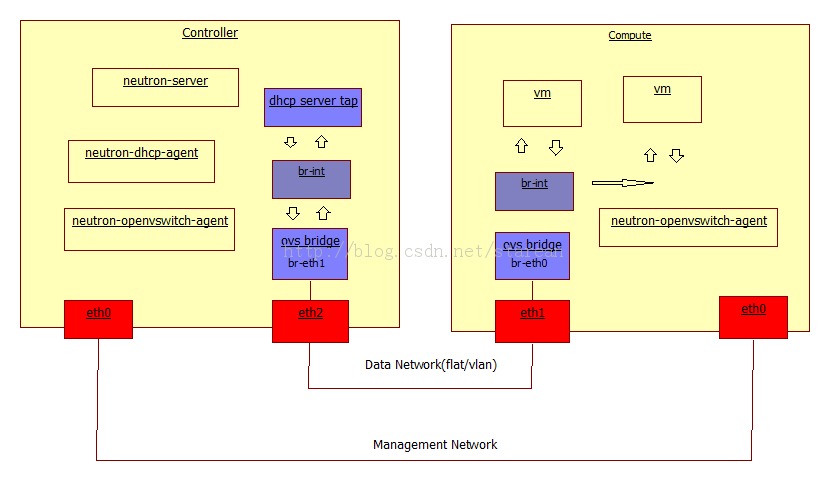 Controller
neutron-server
dhcp server tap
neutron-dhcp-agent
br-int
neutron-openvswitch-agent
ovs bridge
br-eth1
eth0
eth2
Compute
vm
vm
br-int
neutron-openvswitch-agent
ovs bridge
br-eth0
eth1
eth0
http://blog.csdn.net/starean
Data Network(flat/vlan)
Management Network